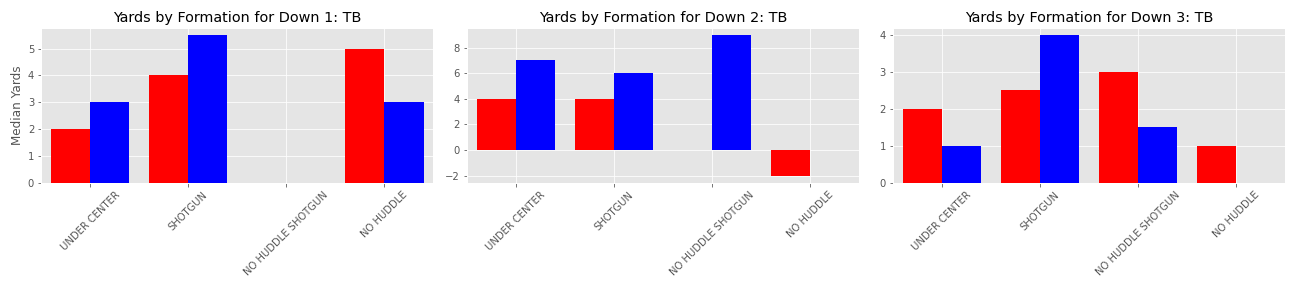 Yards by Formation for Down 1: TB
Median Yards
5
4
3
2
1
0
UNDER CENTER
SHOTGUN
NO HUDDLE SHOTGUN
NO HUDDLE
Yards by Formation for Down 2: TB
8
6
4
2
0
−2
UNDER CENTER
SHOTGUN
NO HUDDLE SHOTGUN
NO HUDDLE
Yards by Formation for Down 3: TB
4
3
2
1
0
UNDER CENTER
SHOTGUN
NO HUDDLE SHOTGUN
NO HUDDLE